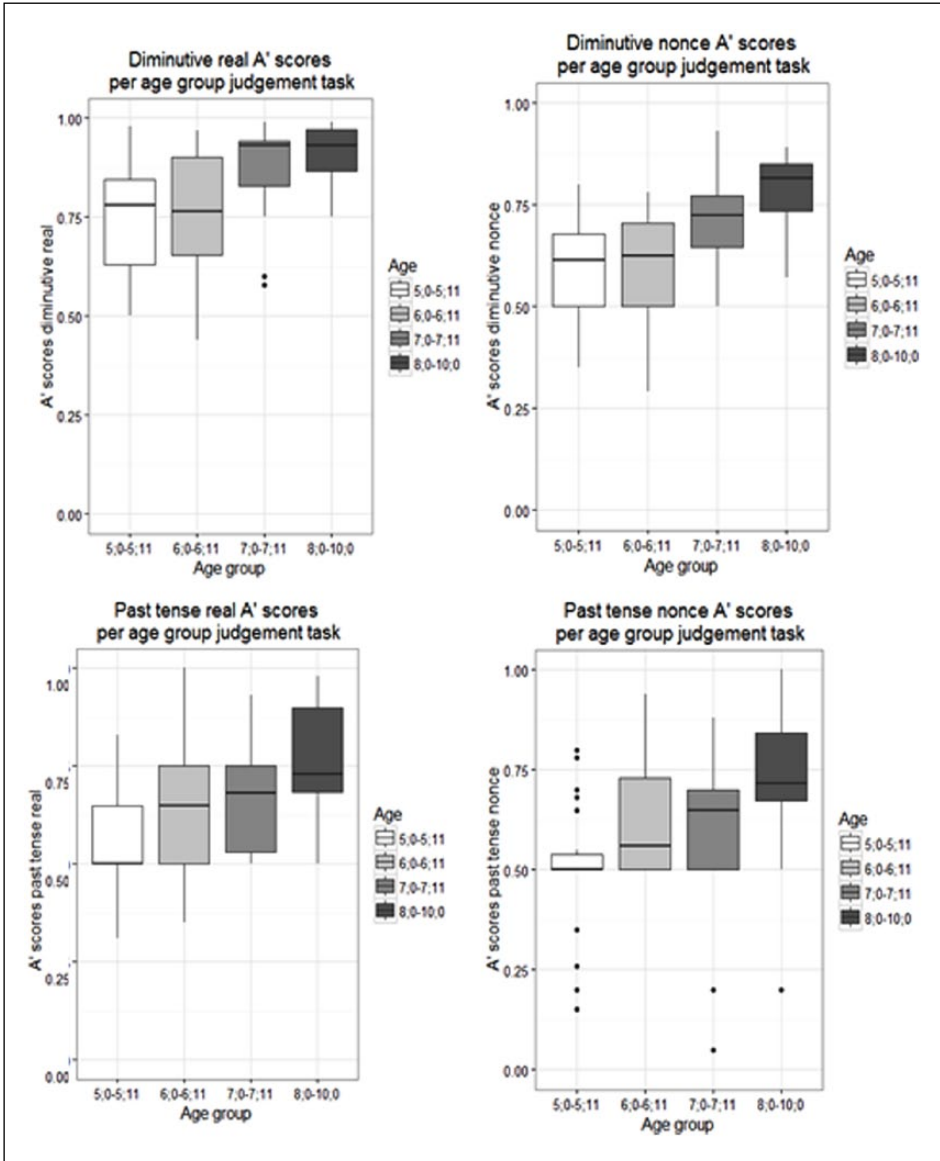 Diminutive real A' scores
per age group judgement task
A' scores diminutive real
1.00
0.75
0.50
0.25
0.00
5;0-5;11 6;0-6;11 7;0-7;11 8;0-10;0
Age group
Age
5;0-5;11
6;0-6;11
7;0-7;11
8;0-10;0
Diminutive nonce A' scores
per age group judgement task
A' scores diminutive nonce
1.00
0.75
0.50
0.25
0.00
5;0-5;11 6;0-6;11 7;0-7;11 8;0-10;0
Age group
Age
5;0-5;11
6;0-6;11
7;0-7;11
8;0-10;0
Past tense real A' scores
per age group judgement task
A' scores past tense real
1.00
0.75
0.50
0.25
0.00
5;0-5;11 6;0-6;11 7;0-7;11 8;0-10;0
Age group
Age
5;0-5;11
6;0-6;11
7;0-7;11
8;0-10;0
Past tense nonce A' scores
per age group judgement task
A' scores past tense nonce
1.00
0.75
0.50
0.25
0.00
5;0-5;11 6;0-6;11 7;0-7;11 8;0-10;0
Age group
Age
5;0-5;11
6;0-6;11
7;0-7;11
8;0-10;0